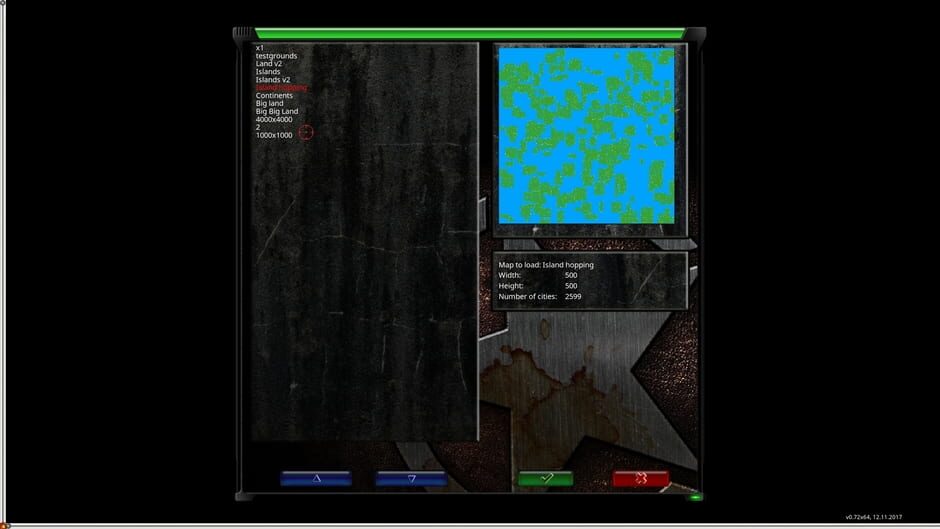 x1
testgrounds
Land v2
Islands
Islands v2
Island hopping
Continents
Big land
Big Big Land
4000x4000
2
1000x1000
Map to load: Island hopping
Width: 500
Height: 500
Number of cities: 2599
v0.72x64, 12.11.2017